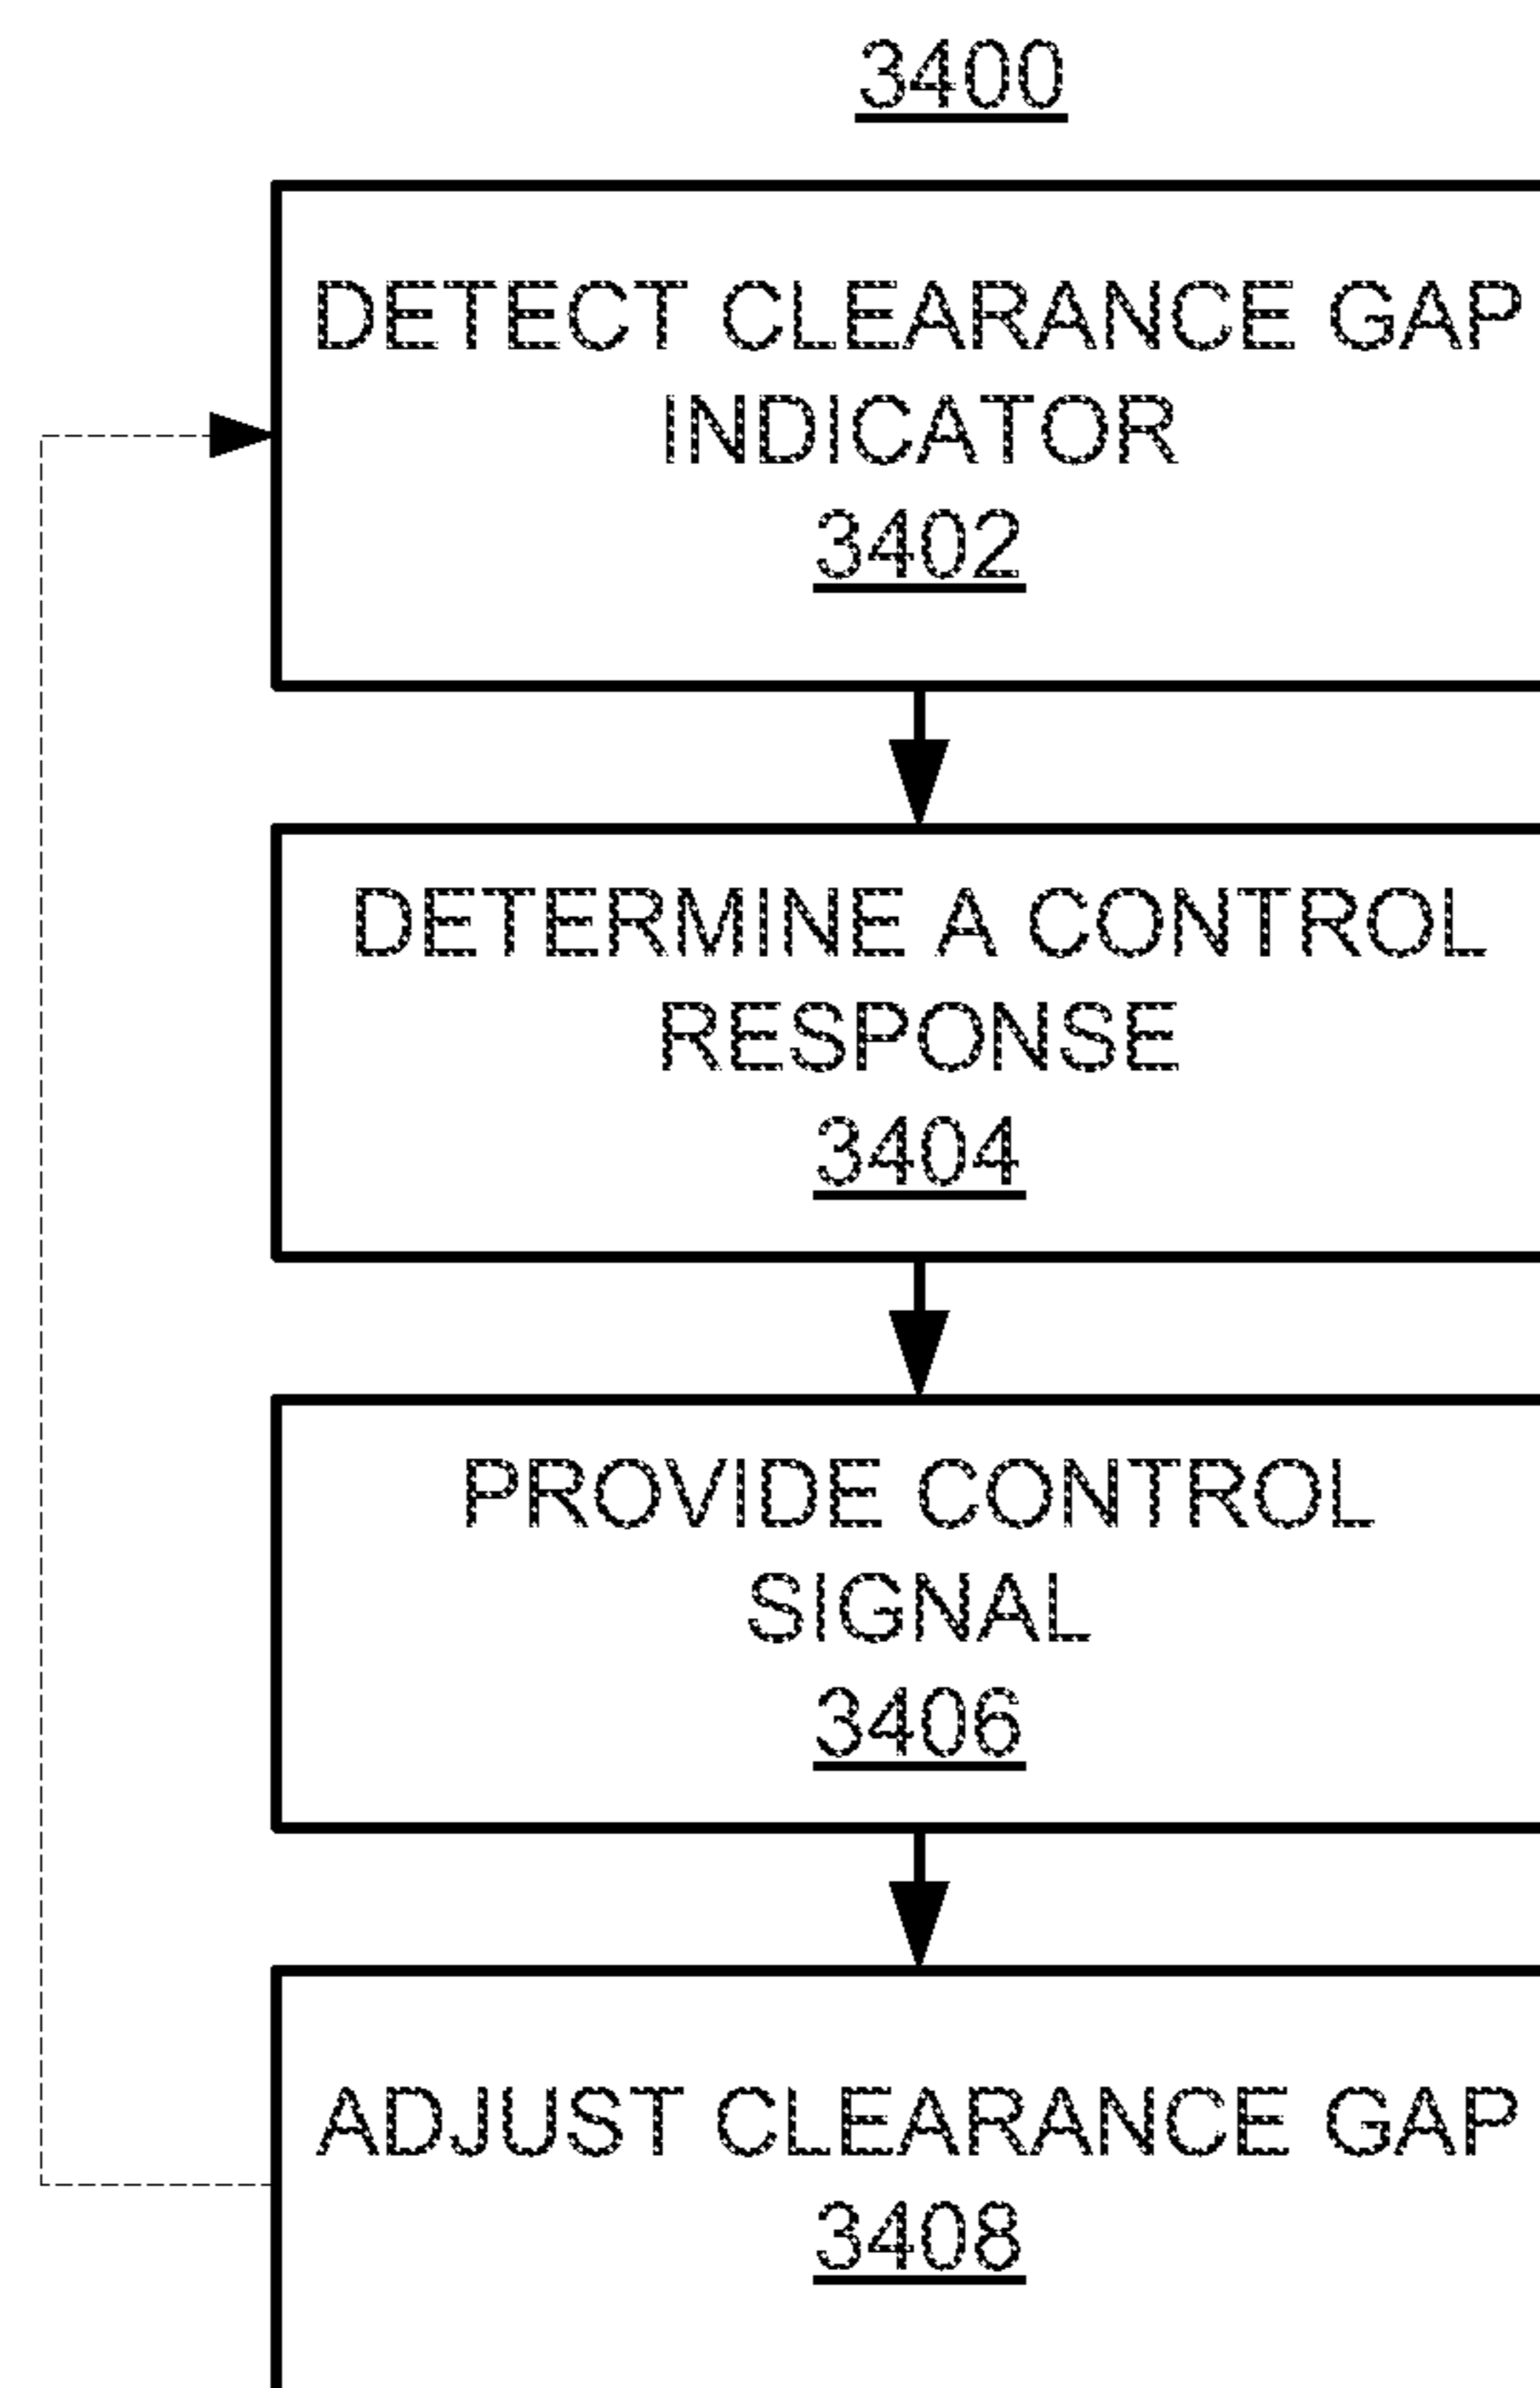 3400
DETECT CLEARANCE GAP
INDICATOR
3402
DETERMINE A CONTROL
RESPONSE
3404
PROVIDE CONTROL
SIGNAL
3406
ADJUST CLEARANCE GAP
3408